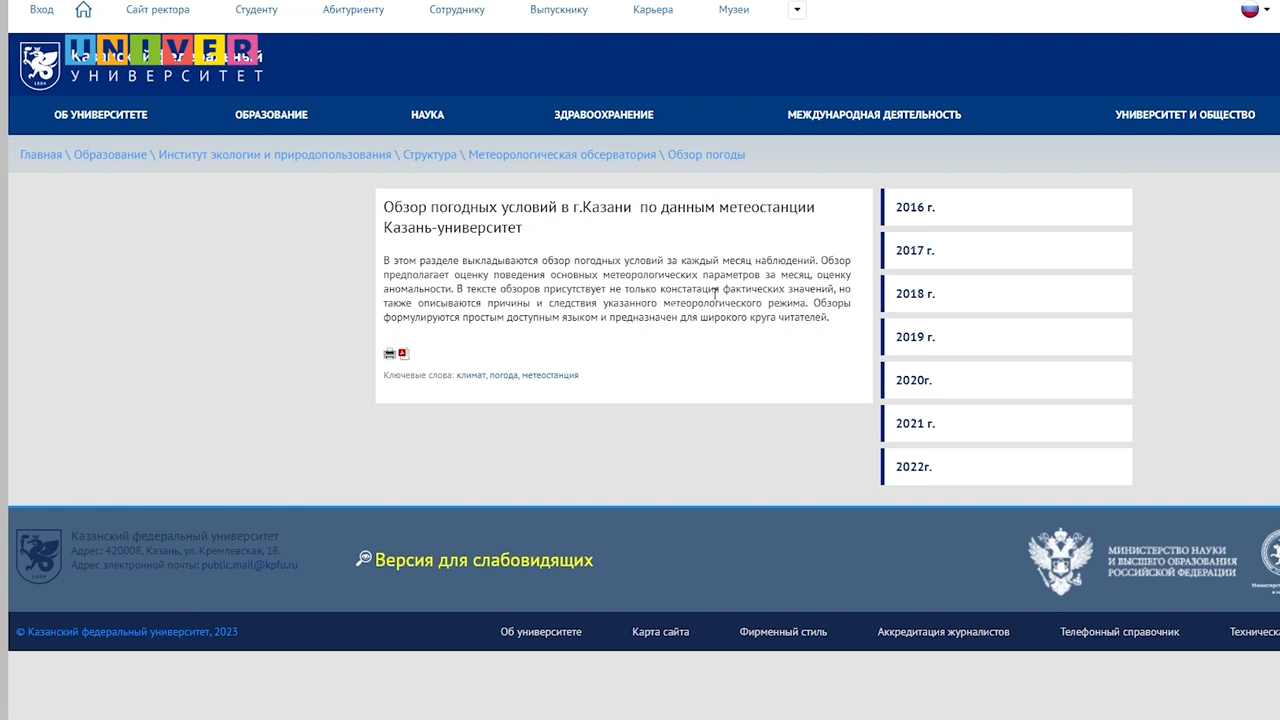 Вход
Сайт ректора
Студенту
Абитуриенту
Сотруднику
Выпускнику
Карьера
Музеи
UNIVER
Казанский федеральный
УНИВЕРСИТЕТ
1804
ОБ УНИВЕРСИТЕТЕ
ОБРАЗОВАНИЕ
НАУКА
ЗДРАВООХРАНЕНИЕ
МЕЖДУНАРОДНАЯ ДЕЯТЕЛЬНОСТЬ
УНИВЕРСИТЕТ И ОБЩЕСТВО
Главная \ Образование \ Институт экологии и природопользования \ Структура \ Метеорологическая обсерватория \ Обзор погоды
Обзор погодных условий в г.Казани по данным метеостанции
Казань-университет
В этом разделе выкладываются обзор погодных условий за каждый месяц наблюдений. Обзор
предполагает оценку поведения основных метеорологических параметров за месяц, оценку
аномальности. В тексте обзоров присутствует не только констатация фактических значений, но
также описываются причины и следствия указанного метеорологического режима. Обзоры
формулируются простым доступным языком и предназначен для широкого круга читателей.
Ключевые слова: климат, погода, метеостанция
2016 г.
2017 г.
2018 г.
2019 г.
2020г.
2021 г.
2022г.
Казанский федеральный университет
Адрес: 420008, Казань, ул. Кремлевская, 18.
Адрес электронной почты: public.mail@kpfu.ru
1804
Версия для слабовидящих
МИНИСТЕРСТВО НАУКИ
И ВЫСШЕГО ОБРАЗОВАНИЯ
РОССИЙСКОЙ ФЕДЕРАЦИИ
© Казанский федеральный университет, 2023
Об университете
Карта сайта
Фирменный стиль
Аккредитация журналистов
Телефонный справочник
Техническа